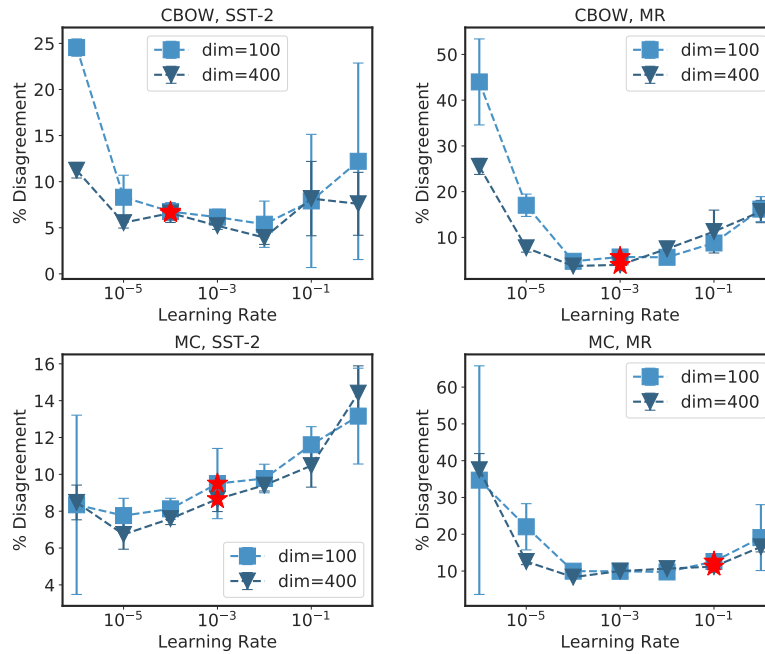 CBOW, SST-2
% Disagreement
25
20
15
10
5
0
dim=100
dim=400
10⁻⁵ 10⁻³ 10⁻¹
Learning Rate
CBOW, MR
% Disagreement
50
40
30
20
10
dim=100
dim=400
10⁻⁵ 10⁻³ 10⁻¹
Learning Rate
MC, SST-2
% Disagreement
16
14
12
10
8
6
4
dim=100
dim=400
10⁻⁵ 10⁻³ 10⁻¹
Learning Rate
MC, MR
% Disagreement
60
50
40
30
20
10
dim=100
dim=400
10⁻⁵ 10⁻³ 10⁻¹
Learning Rate